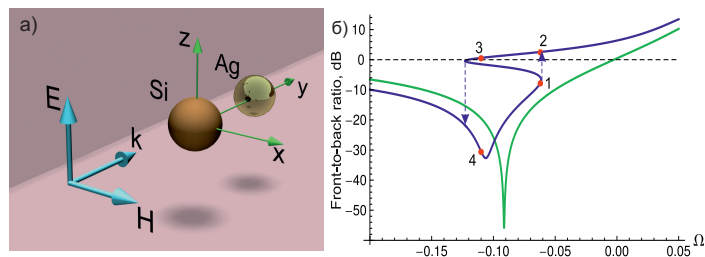 а)
z
Ag
Si
y
E
k
x
H
б)
Front-to-back ratio, dB
10
0
−10
−20
−30
−40
−50
3
2
1
4
−0.15
−0.10
−0.05
0.00
0.05
Ω